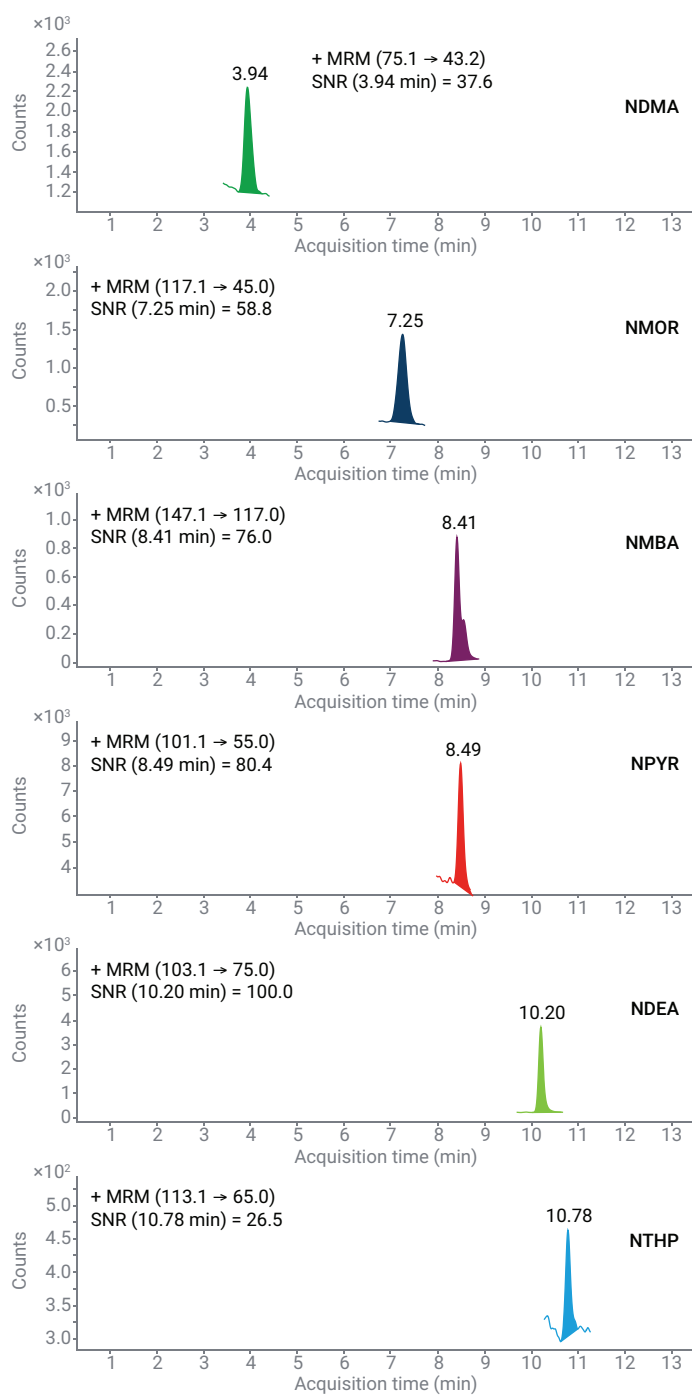 ×10³
2.6
2.4
2.2
2.0
1.8
1.6
1.4
1.2
Counts
3.94
+ MRM (75.1 → 43.2)
SNR (3.94 min) = 37.6
NDMA
1 2 3 4 5 6 7 8 9 10 11 12 13
Acquisition time (min)
×10³
2.0
1.5
1.0
0.5
Counts
+ MRM (117.1 → 45.0)
SNR (7.25 min) = 58.8
7.25
NMOR
1 2 3 4 5 6 7 8 9 10 11 12 13
Acquisition time (min)
×10³
1.0
0.8
0.6
0.4
0.2
0
Counts
+ MRM (147.1 → 117.0)
SNR (8.41 min) = 76.0
8.41
NMBA
1 2 3 4 5 6 7 8 9 10 11 12 13
Acquisition time (min)
×10³
9
8
7
6
5
4
Counts
+ MRM (101.1 → 55.0)
SNR (8.49 min) = 80.4
8.49
NPYR
1 2 3 4 5 6 7 8 9 10 11 12 13
Acquisition time (min)
×10³
6
5
4
3
2
1
0
Counts
+ MRM (103.1 → 75.0)
SNR (10.20 min) = 100.0
10.20
NDEA
1 2 3 4 5 6 7 8 9 10 11 12 13
Acquisition time (min)
×10²
5.0
4.5
4.0
3.5
3.0
Counts
+ MRM (113.1 → 65.0)
SNR (10.78 min) = 26.5
10.78
NTHP
1 2 3 4 5 6 7 8 9 10 11 12 13
Acquisition time (min)